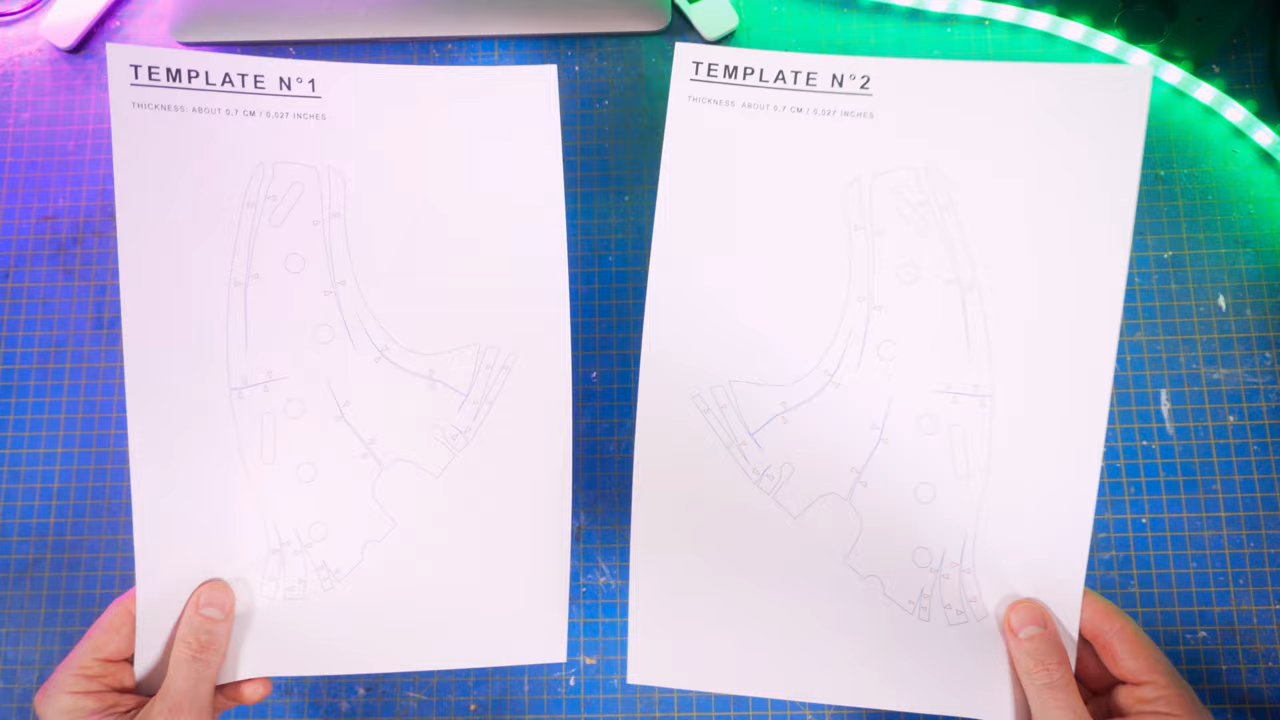 TEMPLATE N°1
THICKNESS: ABOUT 0,7 CM / 0,027 INCHES
TEMPLATE N°2
THICKNESS: ABOUT 0,7 CM / 0,027 INCHES